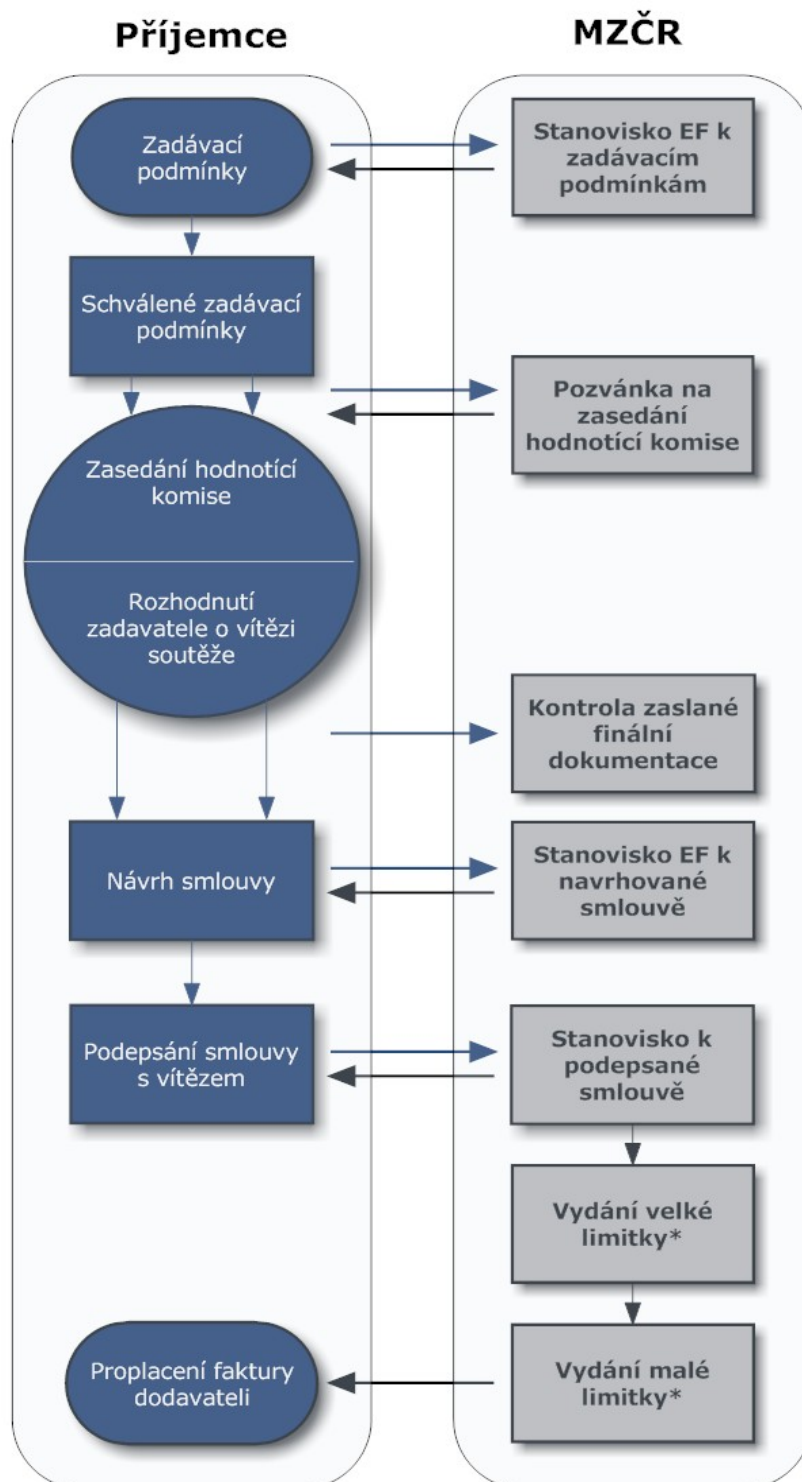 Příjemce
MZČR
Zadávací
podmínky
Stanovisko EF k
zadávacím
podmínkám
Schválené zadávací
podmínky
Pozvánka na
zasedání
hodnotící komise
Zasedání hodnotící
komise
Rozhodnutí
zadavatele o vítězi
soutěže
Kontrola zaslané
finální
dokumentace
Návrh smlouvy
Stanovisko EF k
navrhované
smlouvě
Podepsání smlouvy
s vítězem
Stanovisko k
podepsané
smlouvě
Vydání velké
limitky*
Proplacení faktury
dodavateli
Vydání malé
limitky*